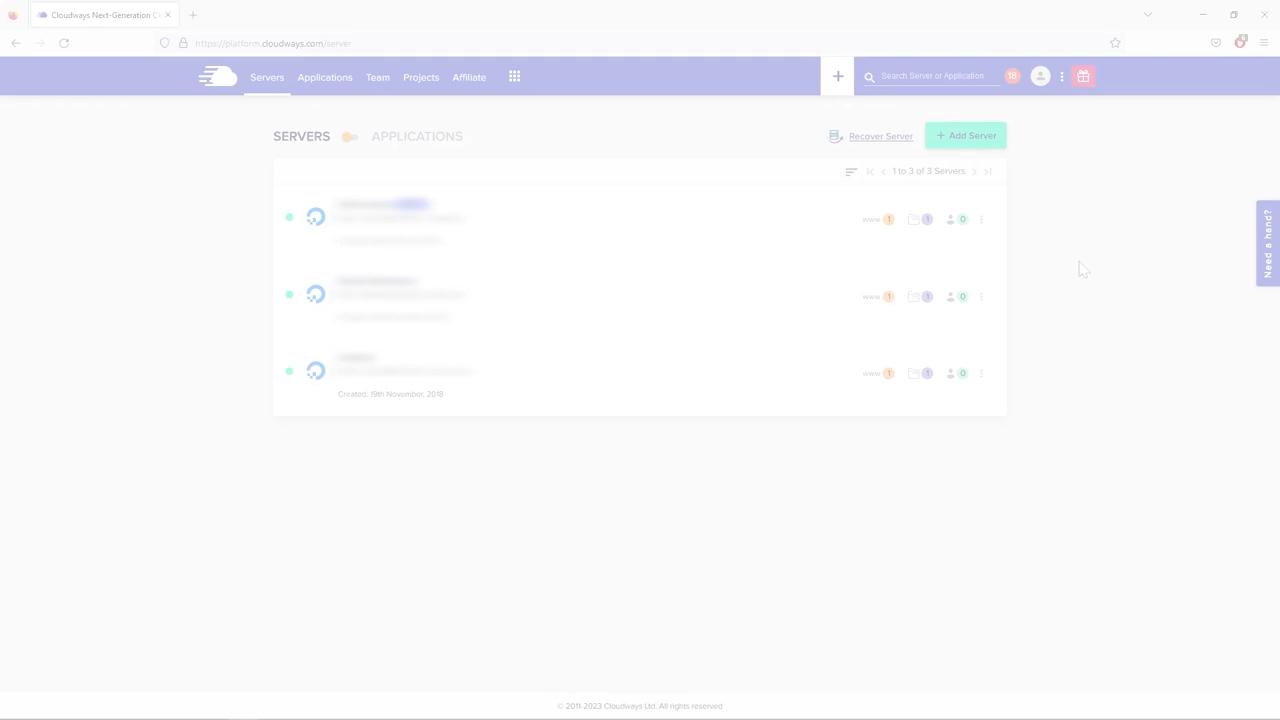 Cloudways Next-Generation C
https://platform.cloudways.com/server
Servers Applications Team Projects Affiliate Search Server or Application 18
SERVERS APPLICATIONS Recover Server + Add Server
1 to 3 of 3 Servers
www 1 1 0
www 1 1 0
www 1 1 0
Created: 19th November, 2018
Need a hand?
© 2011-2023 Cloudways Ltd. All rights reserved